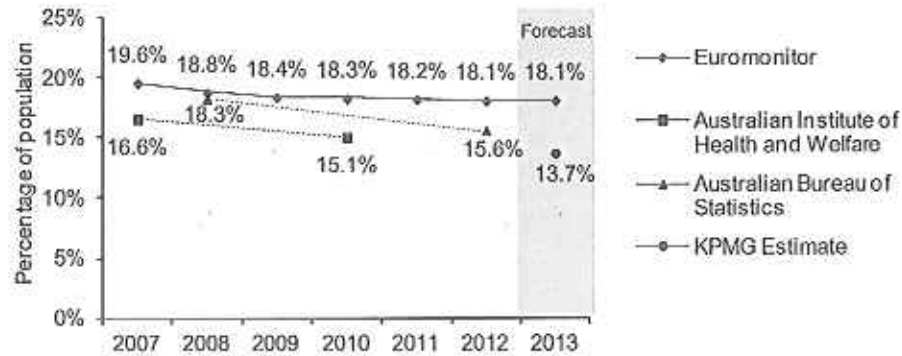 25%
20%
15%
10%
5%
0%
Percentage of population
Forecast
19.6% 18.8% 18.4% 18.3% 18.2% 18.1% 18.1%
18.3%
16.6%
15.1%
15.6%
13.7%
2007 2008 2009 2010 2011 2012 2013
Euromonitor
Australian Institute of
Health and Welfare
Australian Bureau of
Statistics
KPMG Estimate